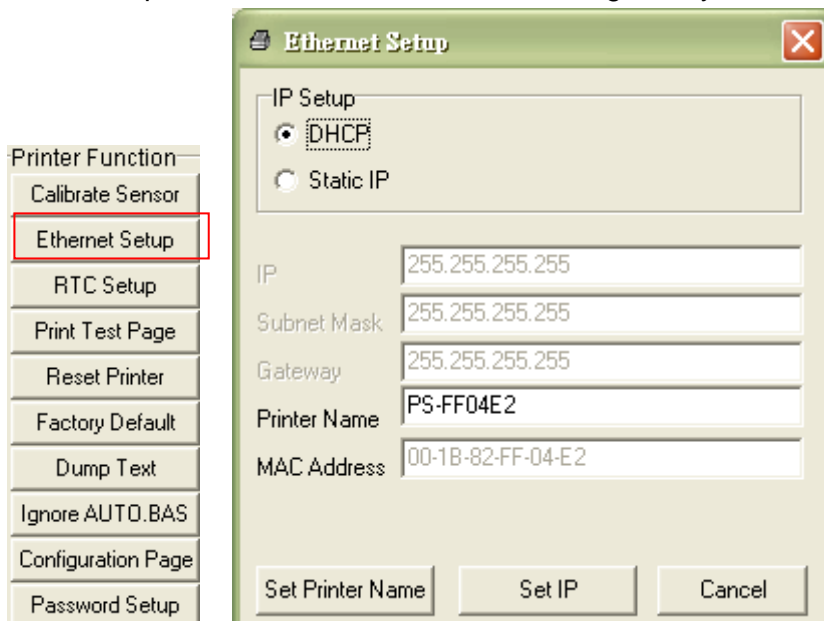 Printer Function
Calibrate Sensor
Ethernet Setup
RTC Setup
Print Test Page
Reset Printer
Factory Default
Dump Text
Ignore AUTO.BAS
Configuration Page
Password Setup
Ethernet Setup
IP Setup
DHCP
Static IP
IP 255.255.255.255
Subnet Mask 255.255.255.255
Gateway 255.255.255.255
Printer Name PS-FF04E2
MAC Address 00-1B-82-FF-04-E2
Set Printer Name Set IP Cancel